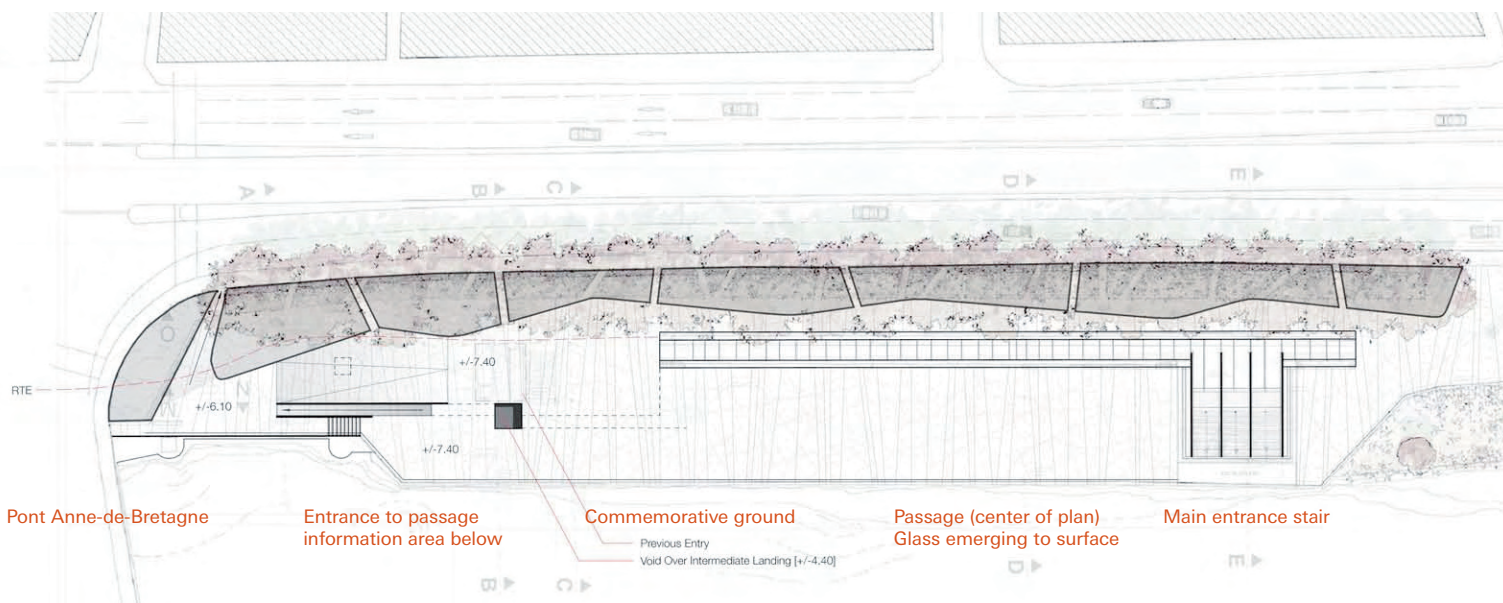 A
B
C
D
E
+/-7.40
RTE
+/-6.10
+/-7.40
Pont Anne-de-Bretagne
Entrance to passage
information area below
Commemorative ground
Passage (center of plan)
Glass emerging to surface
Main entrance stair
Previous Entry
Void Over Intermediate Landing [+/-4.40]
B
C
D
E